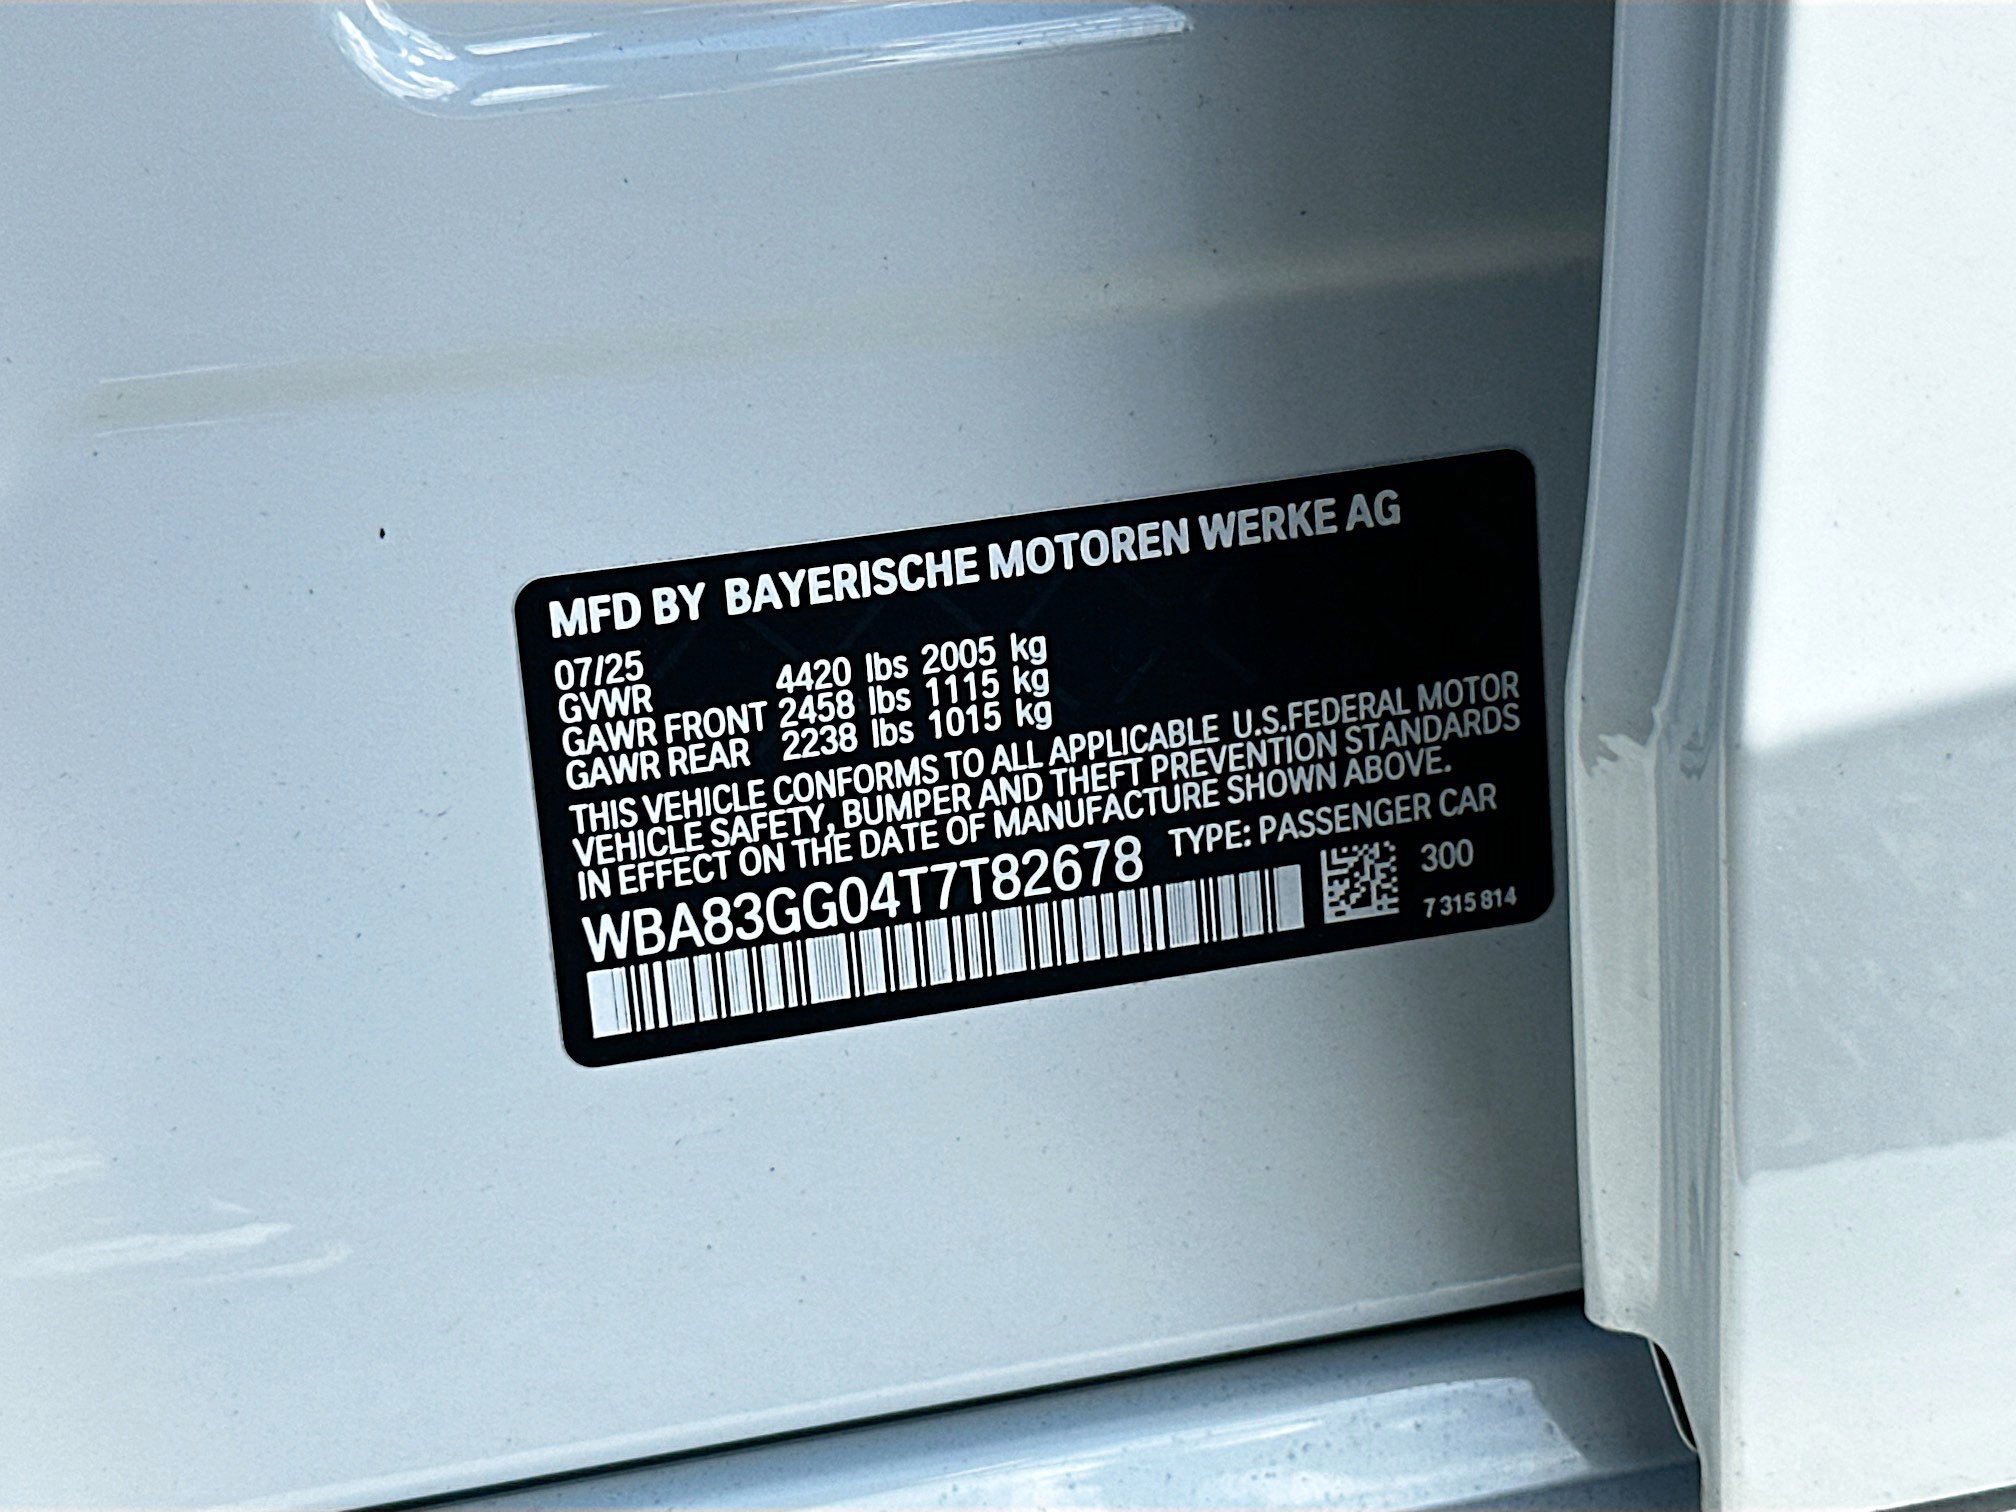 MFD BY BAYERISCHE MOTOREN WERKE AG
07/25
GVWR 4420 lbs 2005 kg
GAWR FRONT 2458 lbs 1115 kg
GAWR REAR 2238 lbs 1015 kg
THIS VEHICLE CONFORMS TO ALL APPLICABLE U.S.FEDERAL MOTOR
VEHICLE SAFETY, BUMPER AND THEFT PREVENTION STANDARDS
IN EFFECT ON THE DATE OF MANUFACTURE SHOWN ABOVE.
WBA83GG04T7T82678 TYPE: PASSENGER CAR
300
7 315 814